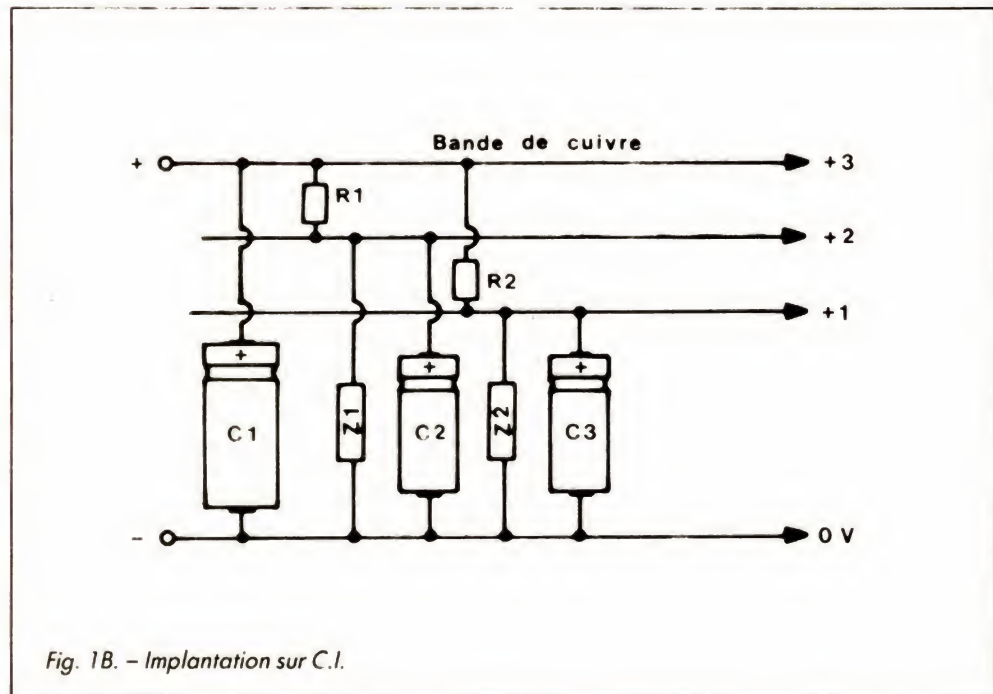 Bande de cuivre
+ +3
R1
+2
R2
+1
+ + +
C1 Z1 C2 Z2 C3
- 0 V
Fig. 1B. – Implantation sur C.I.